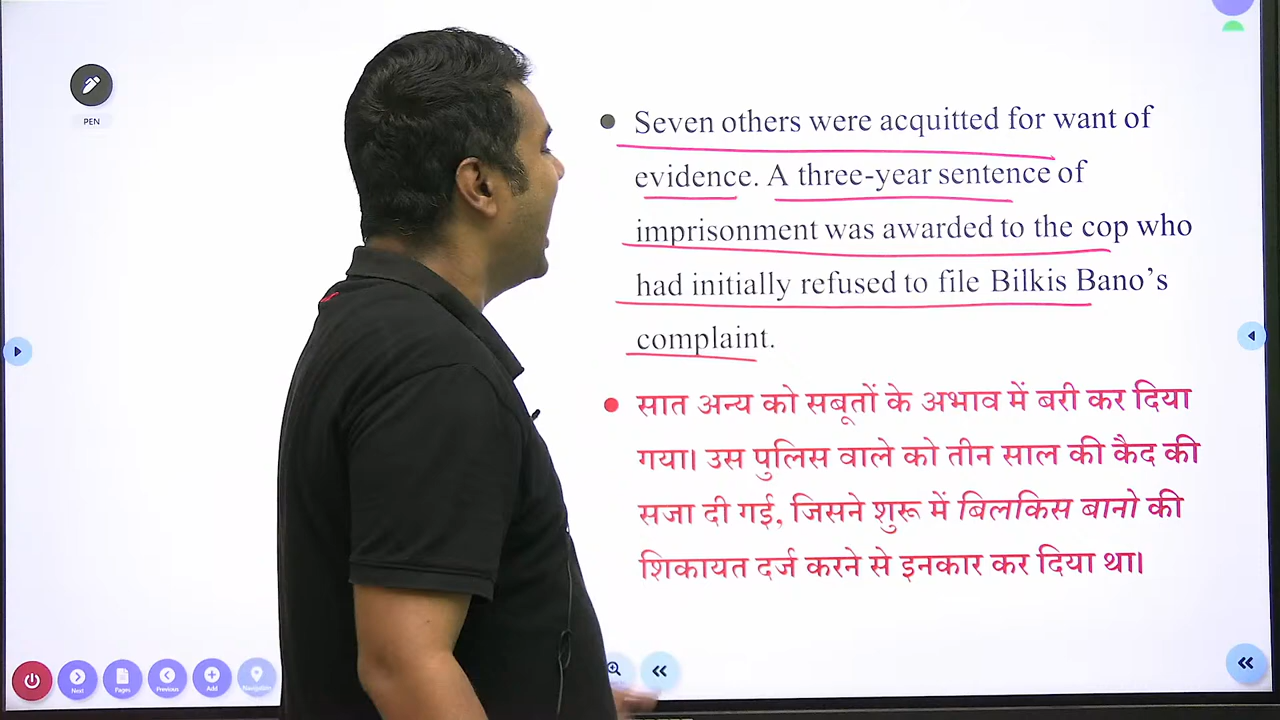 PEN
Seven others were acquitted for want of
evidence. A three-year sentence of
imprisonment was awarded to the cop who
had initially refused to file Bilkis Bano’s
complaint.
सात अन्य को सबूतों के अभाव में बरी कर दिया
गया। उस पुलिस वाले को तीन साल की कैद की
सजा दी गई, जिसने शुरू में बिलकिस बानो की
शिकायत दर्ज करने से इनकार कर दिया था।
Next Pages Previous Add Navigation